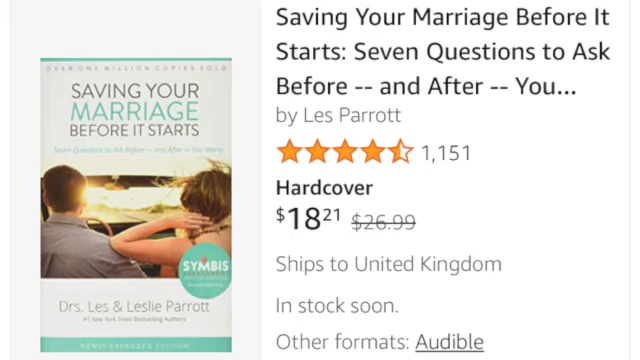 OVER ONE MILLION COPIES SOLD
SAVING YOUR
MARRIAGE
BEFORE IT STARTS
Seven Questions to Ask Before — and After — You Marry
SYMBIS
Drs. Les & Leslie Parrott
#1 New York Times Bestselling Authors
NEWLY EXPANDED EDITION
Saving Your Marriage Before It
Starts: Seven Questions to Ask
Before -- and After -- You...
by Les Parrott
1,151
Hardcover
$18.21 $26.99
Ships to United Kingdom
In stock soon.
Other formats: Audible